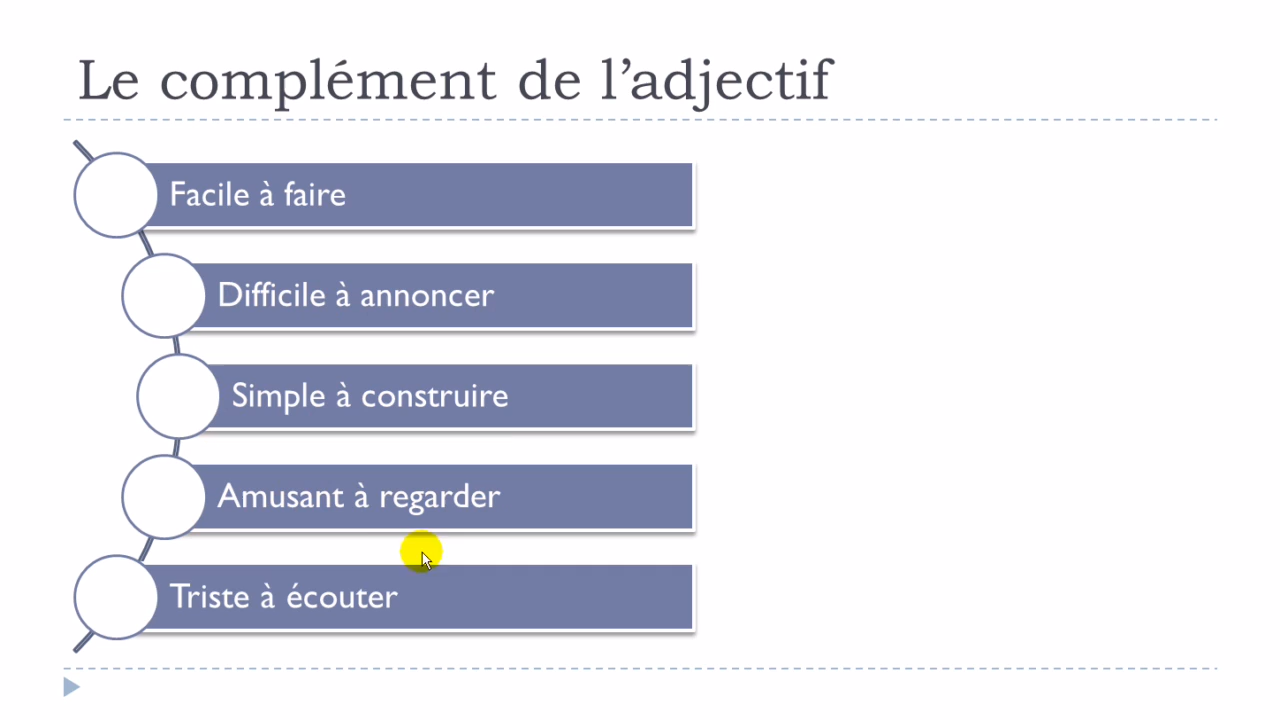 Le complément de l’adjectif
Facile à faire
Difficile à annoncer
Simple à construire
Amusant à regarder
Triste à écouter